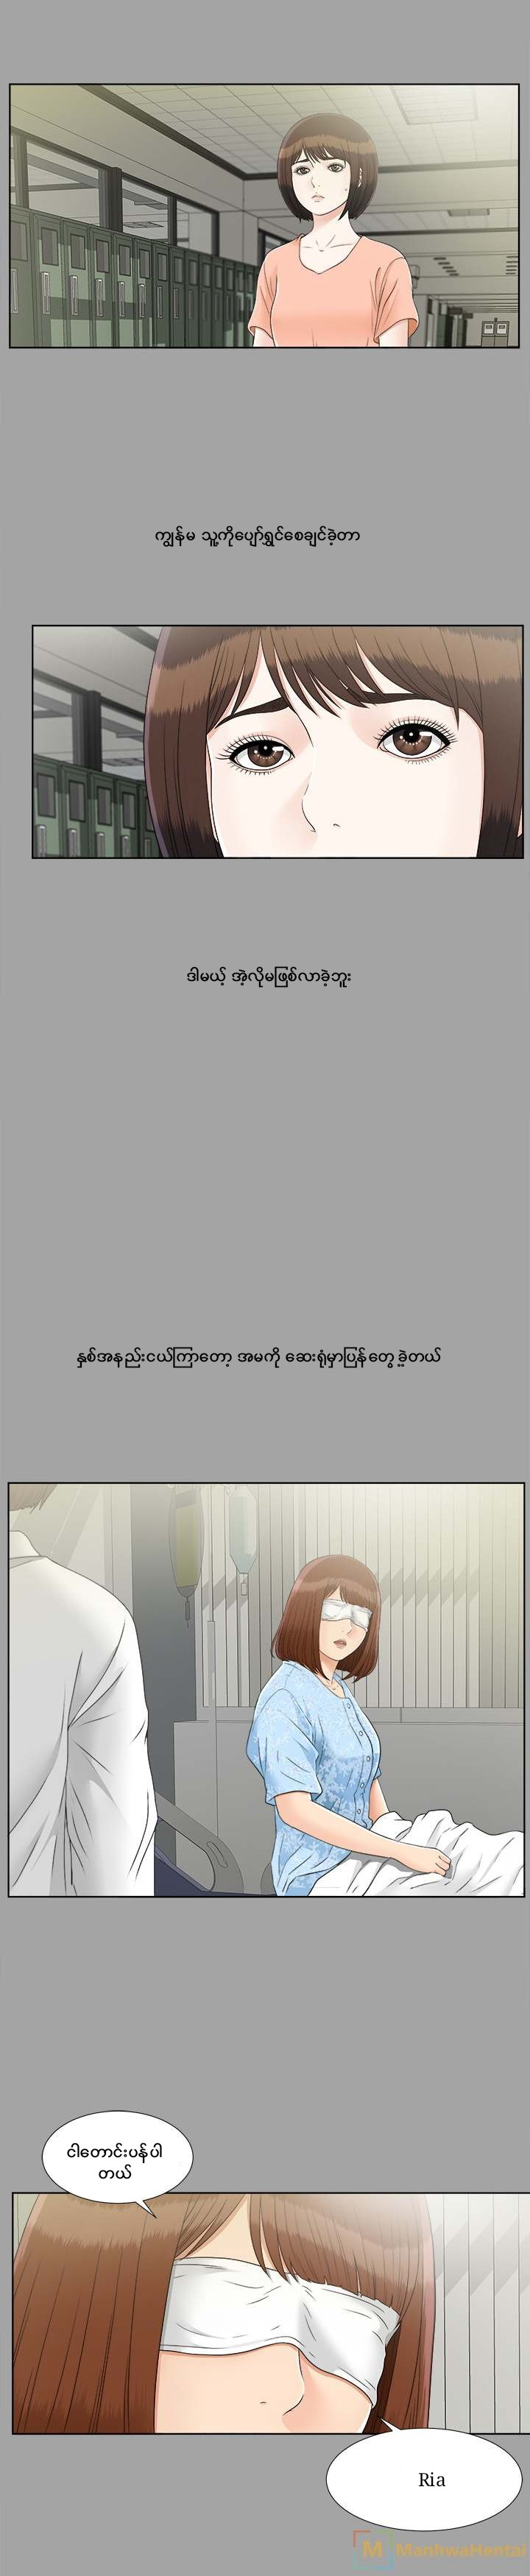 ကျွန်မ သူ့ကိုပျော်ရွှင်စေချင်ခဲ့တာ
ဒါမယ့် အဲ့လိုမဖြစ်လာခဲ့ဘူး
နှစ်အနည်းငယ်ကြာတော့ အမကို ဆေးရုံမှာပြန်တွေ့ခဲ့တယ်
ငါတောင်းပန်ပါ
တယ်
Ria
M ManhwaHentai